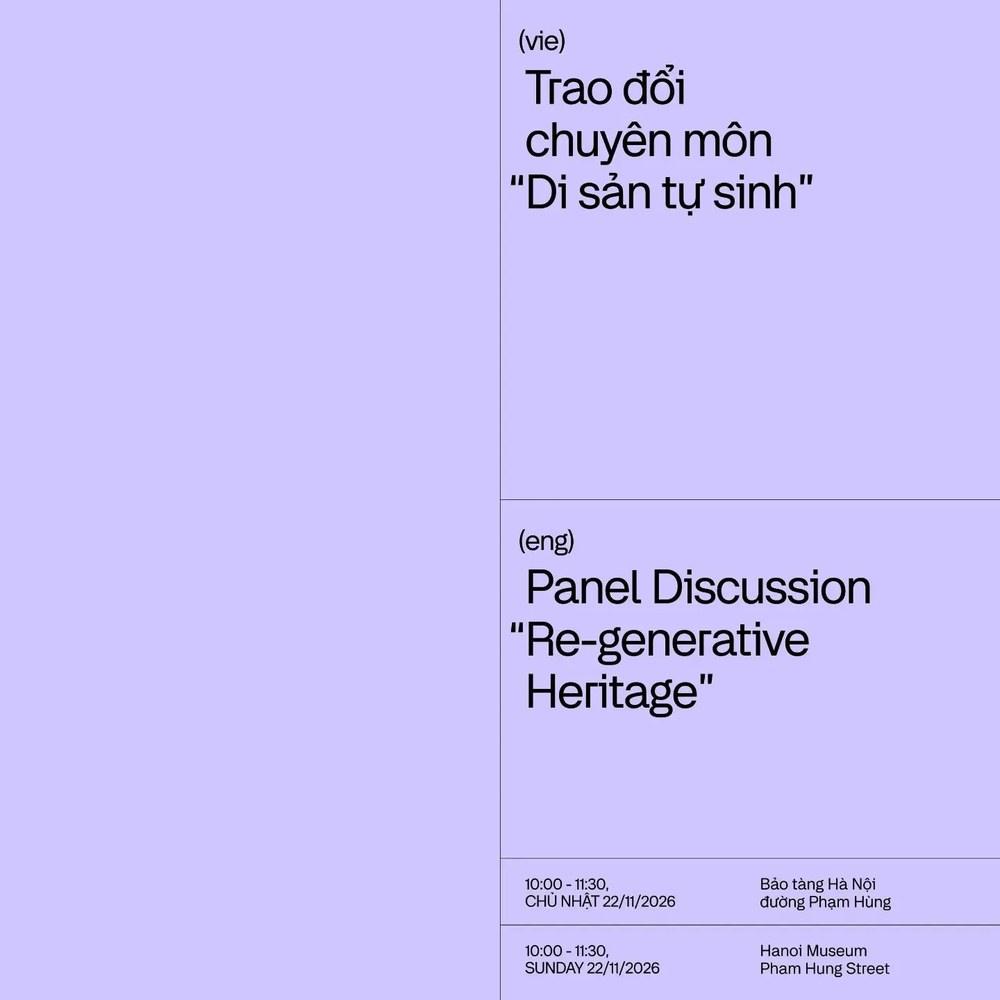 (vie)
Trao đổi
chuyên môn
“Di sản tự sinh”
(eng)
Panel Discussion
“Re-generative
Heritage”
10:00 - 11:30,
CHỦ NHẬT 22/11/2026
Bảo tàng Hà Nội
đường Phạm Hùng
10:00 - 11:30,
SUNDAY 22/11/2026
Hanoi Museum
Pham Hung Street